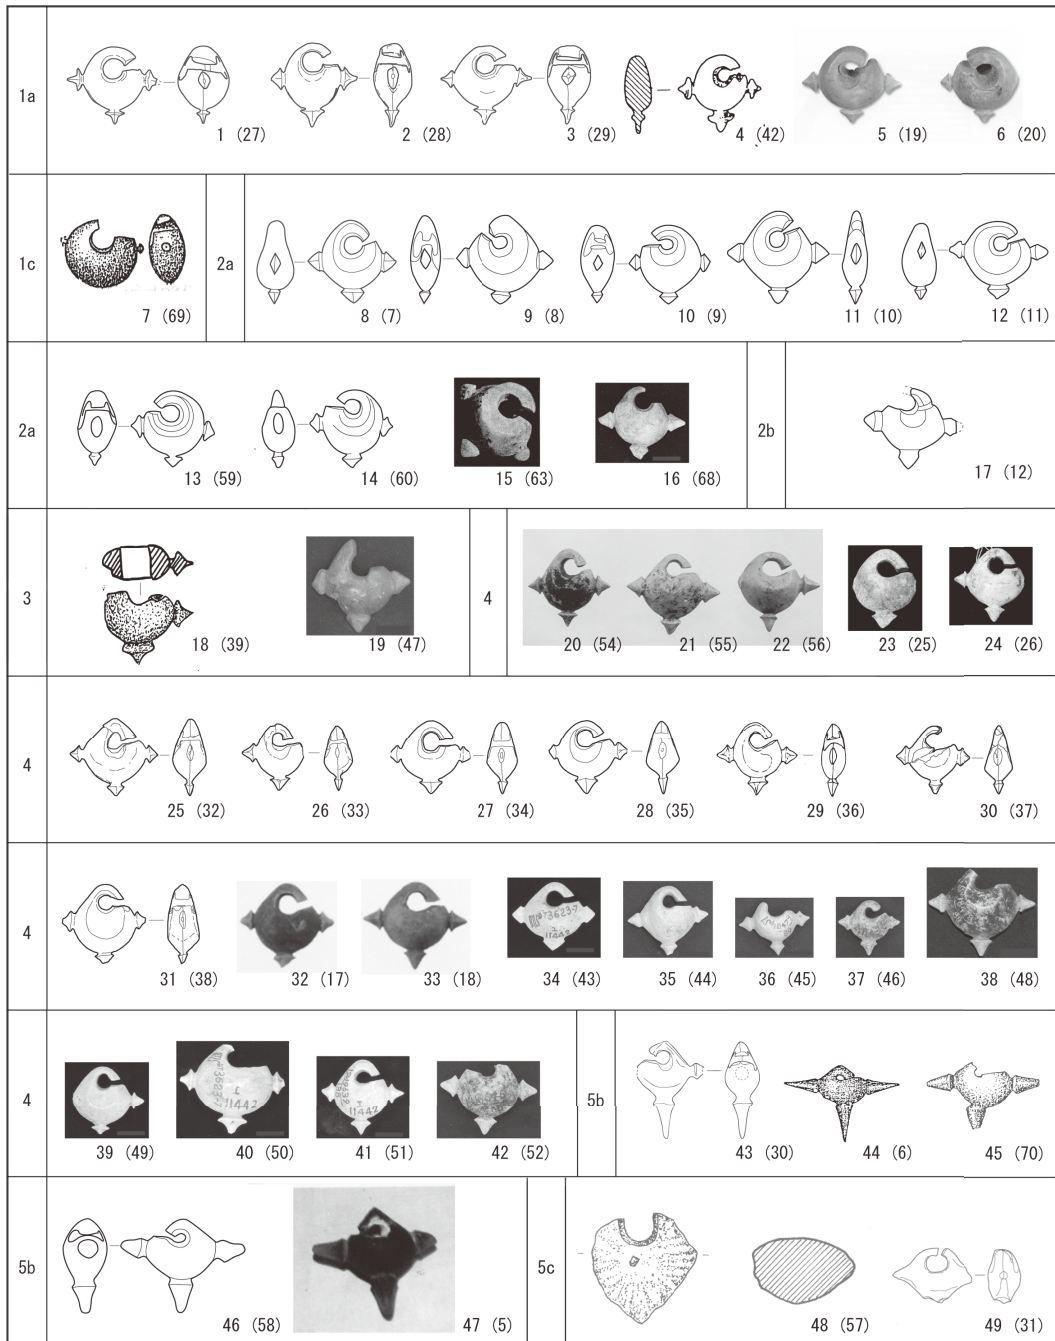 1a
1 (27) 2 (28) 3 (29) 4 (42) 5 (19) 6 (20)
1c 2a
7 (69) 8 (7) 9 (8) 10 (9) 11 (10) 12 (11)
2a 2b
13 (59) 14 (60) 15 (63) 16 (68) 17 (12)
3 4
18 (39) 19 (47) 20 (54) 21 (55) 22 (56) 23 (25) 24 (26)
4
25 (32) 26 (33) 27 (34) 28 (35) 29 (36) 30 (37)
4
3623-7
11442
31 (38) 32 (17) 33 (18) 34 (43) 35 (44) 36 (45) 37 (46) 38 (48)
4 5b
I
11442
I
11442
39 (49) 40 (50) 41 (51) 42 (52) 43 (30) 44 (6) 45 (70)
5b 5c
46 (58) 47 (5) 48 (57) 49 (31)